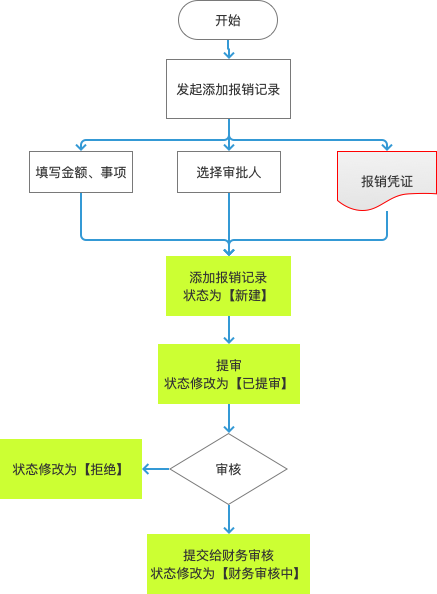 开始
发起添加报销记录
填写金额、事项
选择审批人
报销凭证
添加报销记录
状态为【新建】
提审
状态修改为【已提审】
审核
状态修改为【拒绝】
提交给财务审核
状态修改为【财务审核中】